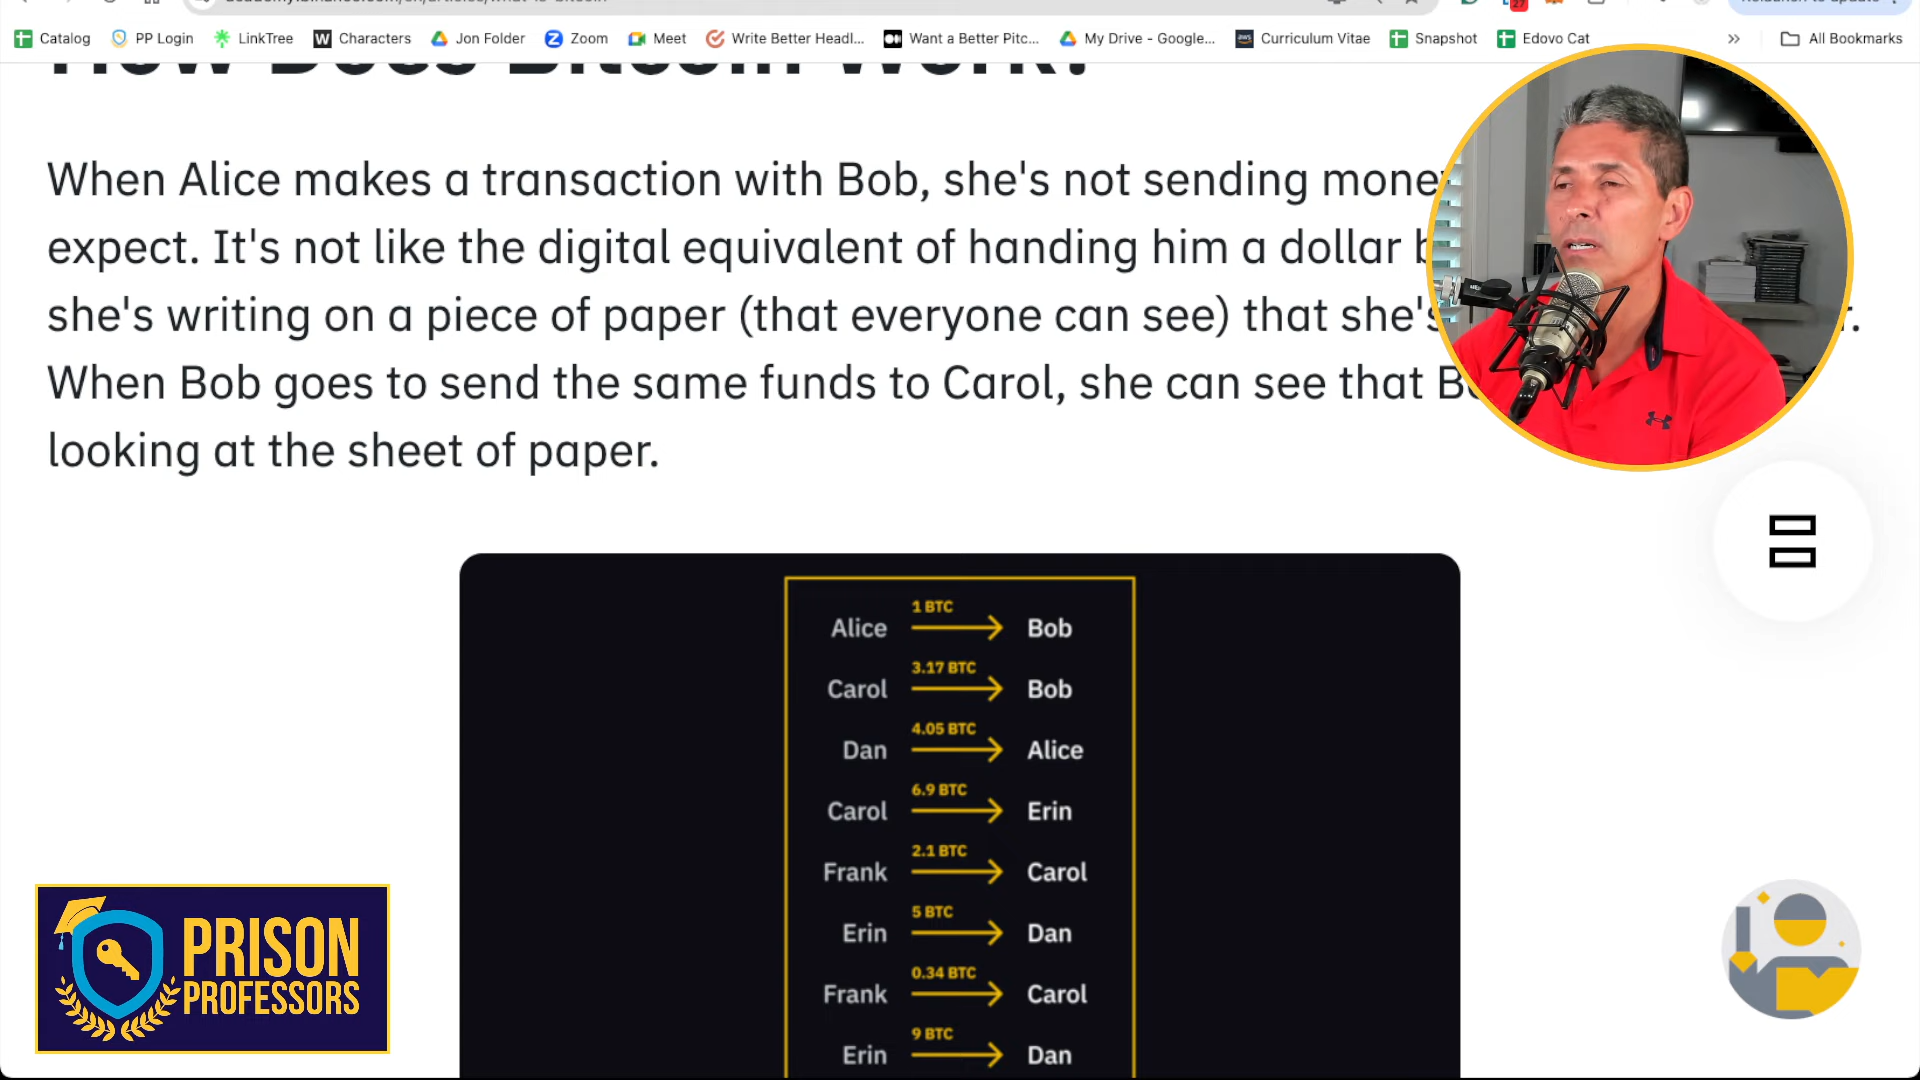 27
Catalog PP Login LinkTree Characters Jon Folder Zoom Meet Write Better Headl... Want a Better Pitc... My Drive - Google... Curriculum Vitae Snapshot Edovo Cat » All Bookmarks
How Does Bitcoin Work?
When Alice makes a transaction with Bob, she's not sending
expect. It's not like the digital equivalent of handing him a dollar
she's writing on a piece of paper (that everyone can see) that she's
When Bob goes to send the same funds to Carol, she can see that
looking at the sheet of paper.
1 BTC
Alice Bob
3.17 BTC
Carol Bob
4.05 BTC
Dan Alice
6.9 BTC
Carol Erin
2.1 BTC
Frank Carol
5 BTC
Erin Dan
0.34 BTC
Frank Carol
9 BTC
Erin Dan
PRISON
PROFESSORS